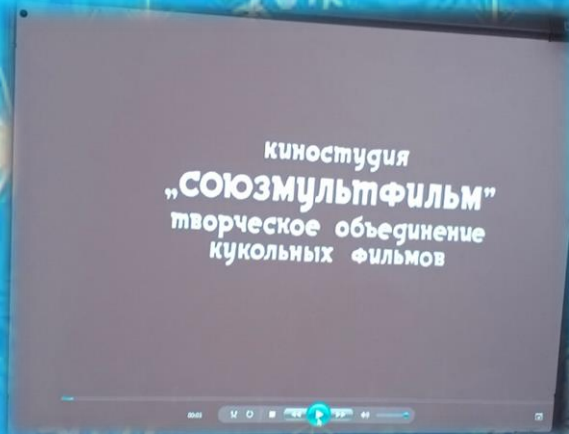 киностудия
„СОЮЗМУЛЬТФИЛЬМ”
творческое объединение
кукольных фильмов